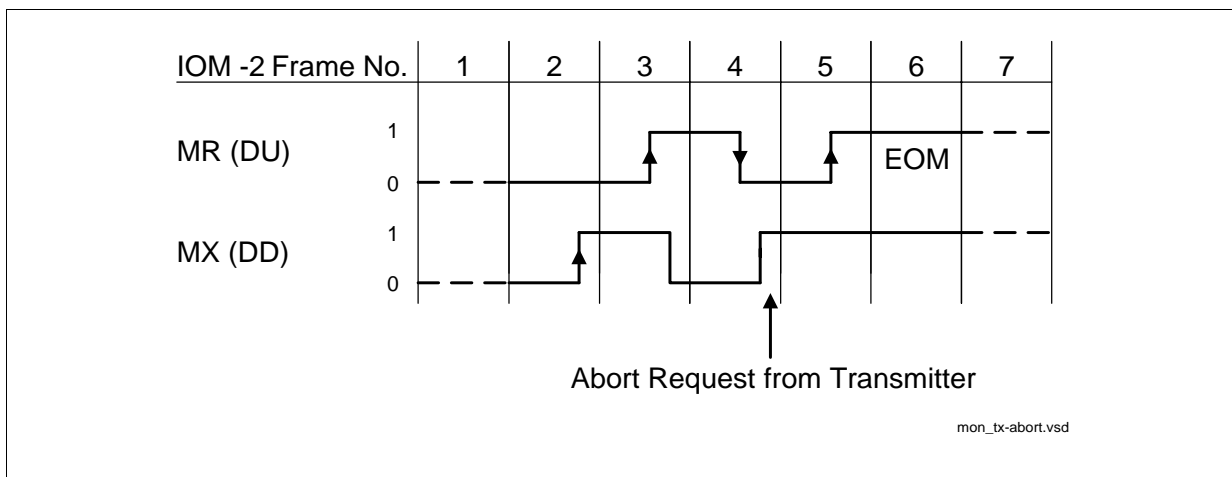 IOM -2 Frame No. 1 2 3 4 5 6 7
MR (DU) 1
0
EOM
MX (DD) 1
0
Abort Request from Transmitter
mon_tx-abort.vsd